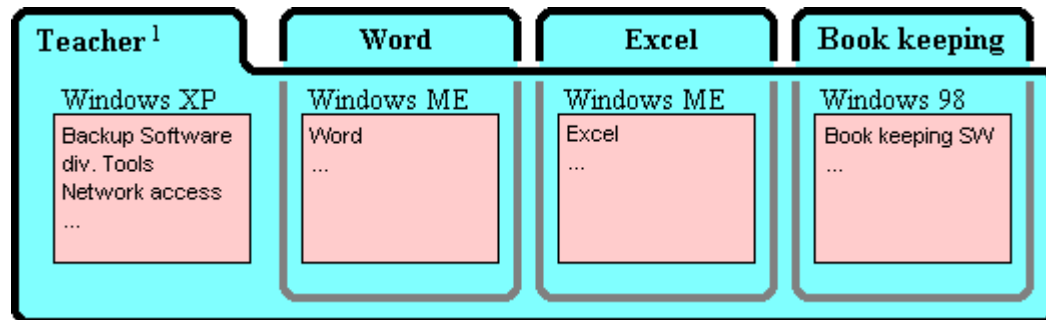 Teacher 1
Word
Excel
Book keeping
Windows XP
Backup Software
div. Tools
Network access
...
Windows ME
Word
...
Windows ME
Excel
...
Windows 98
Book keeping SW
...